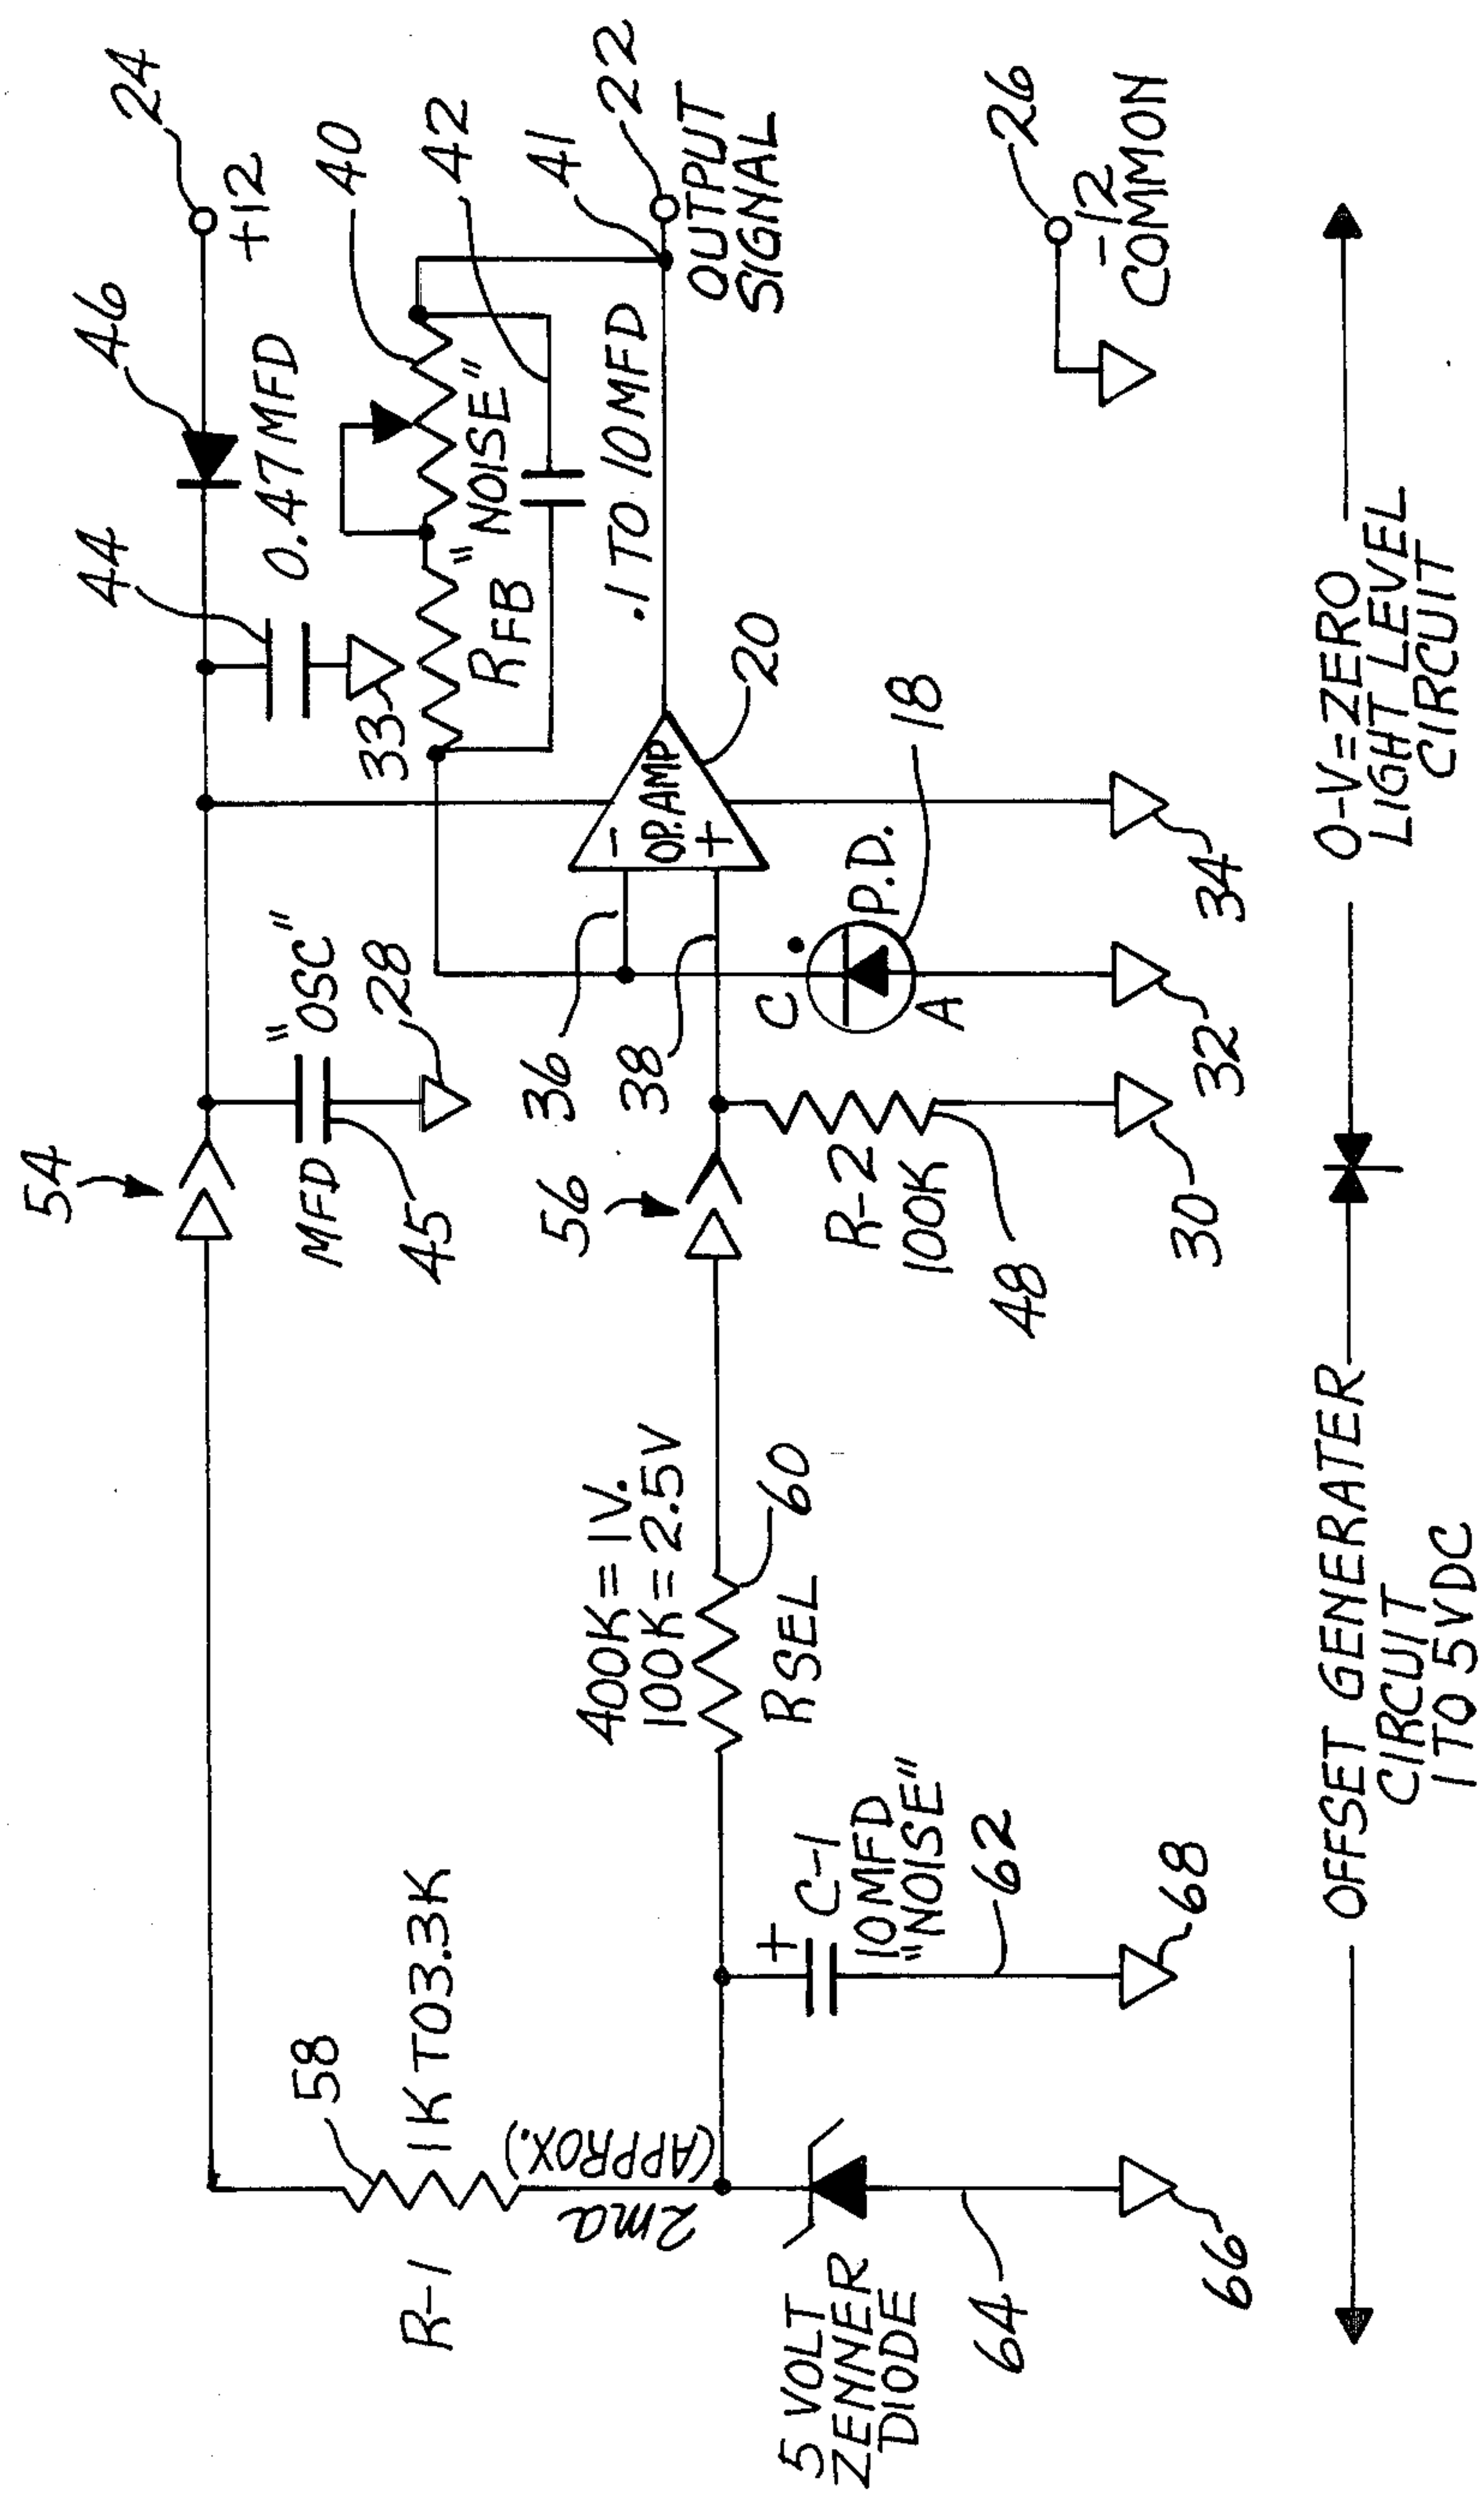 54
44
46
24
+12
"OSC"
28
MFD
45
0.47MFD
33
40
42
RFB
"NOISE"
.1 TO 10 MFD
41
22
OUTPUT
SIGNAL
58
R-1
1K TO 3.3K
2ma
(APPROX.)
400K=1V.
100K=2.5V
60
RSEL
56
36
38
-
OP.AMP
+
20
5 VOLT
ZENNER
DIODE
64
66
+
C-1
10MFD
"NOISE"
62
68
R-2
100K
48
30
C
P.D.
A
18
32
34
26
-12
COMMON
OFFSET GENERATER
CIRCUIT
1 TO 5VDC
O-V=ZERO
LIGHT LEVEL
CIRCUIT